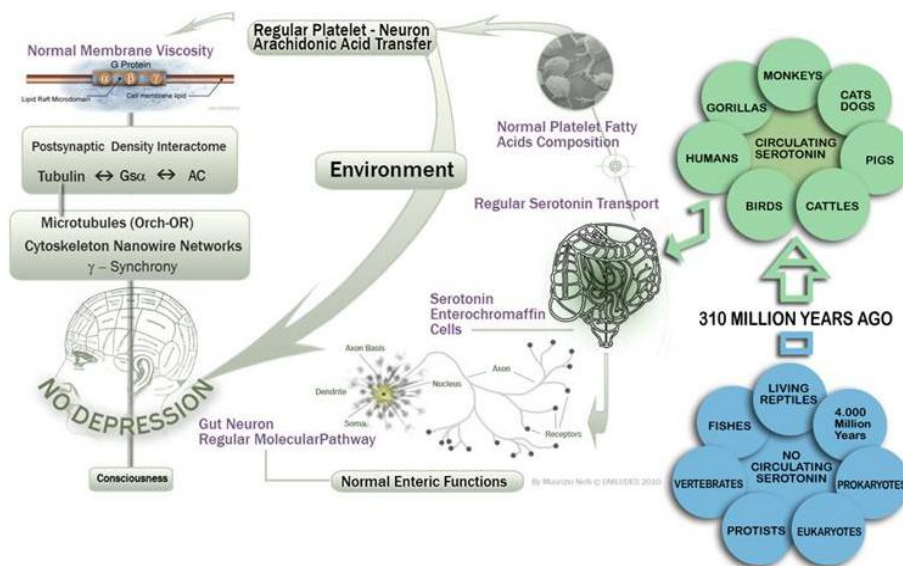 Regular Platelet - Neuron
Arachidonic Acid Transfer
Normal Membrane Viscosity
G Protein
α β γ
Lipid Raft Microdomain
Cell membrane lipid
Postsynaptic Density Interactome
Tubulin ⇔ Gsα ⇔ AC
Microtubules (Orch-OR)
Cytoskeleton Nanowire Networks
γ – Synchrony
NO DEPRESSION
Consciousness
Environment
Normal Platelet Fatty
Acids Composition
Regular Serotonin Transport
Serotonin
Enterochromaffin
Cells
Axon Basis
Dendrite
Soma
Nucleus
Axon
Receptors
Gut Neuron
Regular MolecularPathway
Normal Enteric Functions
By Maurizio Nelli © UNILUDES 2010
MONKEYS
GORILLAS
CATS
DOGS
CIRCULATING
SEROTONIN
HUMANS
PIGS
BIRDS
CATTLES
310 MILLION YEARS AGO
LIVING
REPTILES
FISHES
4.000
Million
Years
NO
CIRCULATING
SEROTONIN
VERTEBRATES
PROKARYOTES
PROTISTS
EUKARYOTES